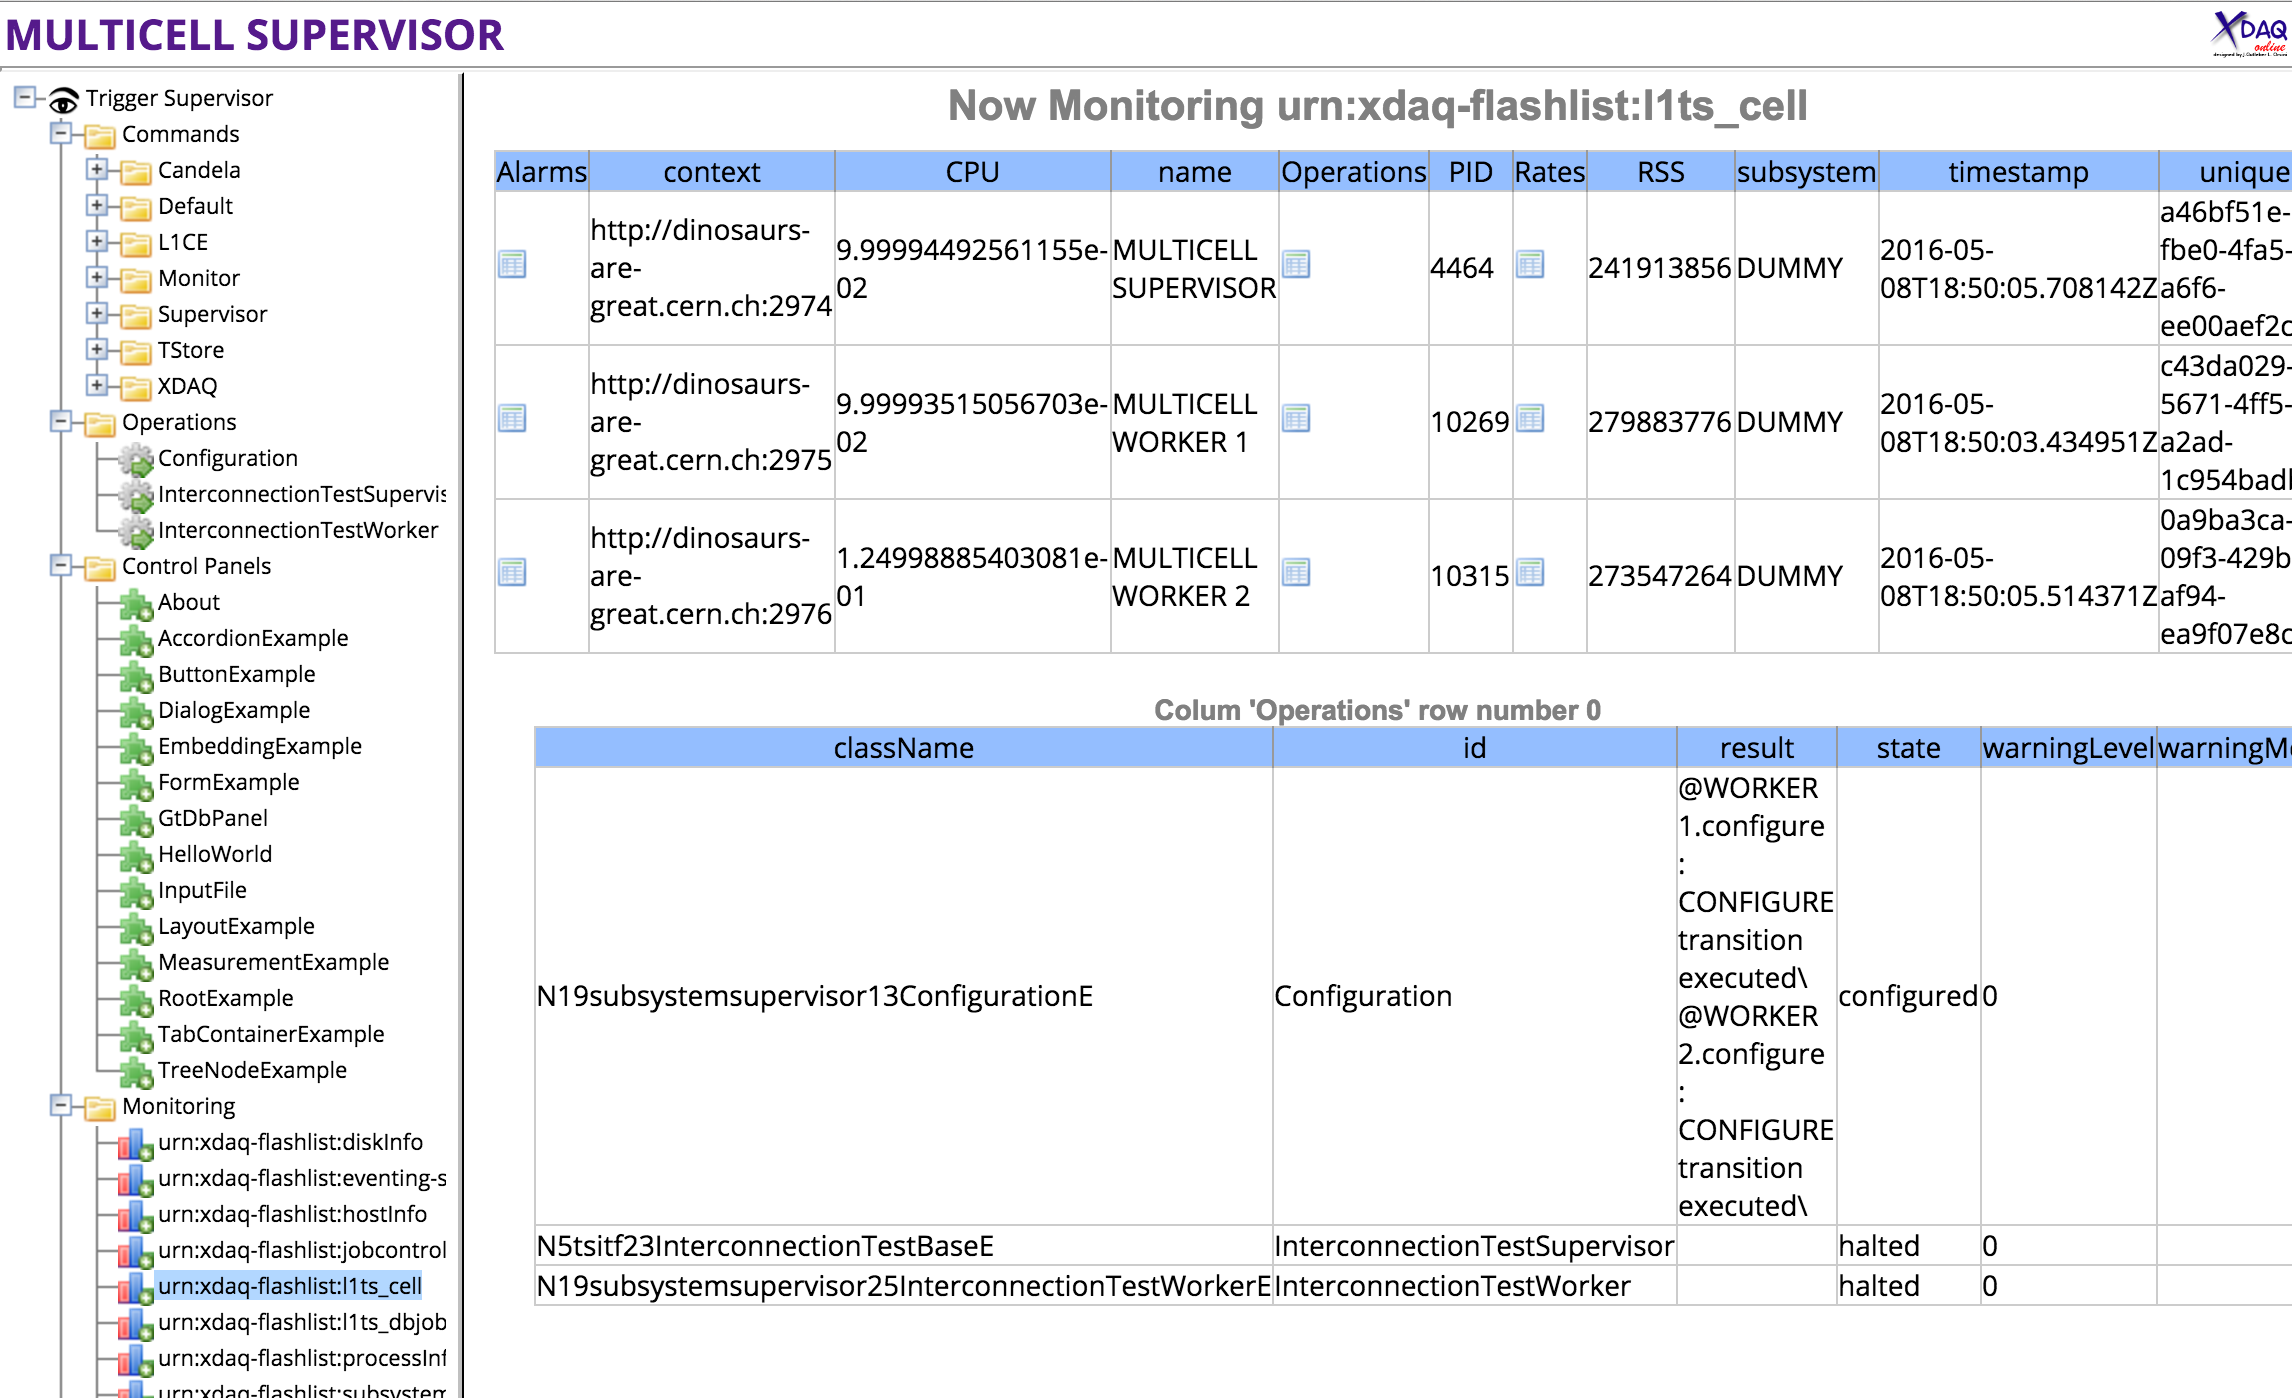 MULTICELL SUPERVISOR
XDAQ
online
Trigger Supervisor
Commands
Candela
Default
L1CE
Monitor
Supervisor
TStore
XDAQ
Operations
Configuration
InterconnectionTestSupervis
InterconnectionTestWorker
Control Panels
About
AccordionExample
ButtonExample
DialogExample
EmbeddingExample
FormExample
GtDbPanel
HelloWorld
InputFile
LayoutExample
MeasurementExample
RootExample
TabContainerExample
TreeNodeExample
Monitoring
urn:xdaq-flashlist:diskInfo
urn:xdaq-flashlist:eventing-s
urn:xdaq-flashlist:hostInfo
urn:xdaq-flashlist:jobcontrol
urn:xdaq-flashlist:l1ts_cell
urn:xdaq-flashlist:l1ts_dbjob
urn:xdaq-flashlist:processInf
urn:xdaq-flashlist:subsystem
Now Monitoring urn:xdaq-flashlist:l1ts_cell
Alarms context CPU name Operations PID Rates RSS subsystem timestamp unique
http://dinosaurs-
are-
great.cern.ch:2974
9.99994492561155e-
02
MULTICELL
SUPERVISOR
4464
241913856
DUMMY
2016-05-
08T18:50:05.708142Z
a46bf51e-
fbe0-4fa5-
a6f6-
ee00aef2c
http://dinosaurs-
are-
great.cern.ch:2975
9.99993515056703e-
02
MULTICELL
WORKER 1
10269
279883776
DUMMY
2016-05-
08T18:50:03.434951Z
c43da029-
5671-4ff5-
a2ad-
1c954badb
http://dinosaurs-
are-
great.cern.ch:2976
1.24998885403081e-
01
MULTICELL
WORKER 2
10315
273547264
DUMMY
2016-05-
08T18:50:05.514371Z
0a9ba3ca-
09f3-429b
af94-
ea9f07e8c
Colum 'Operations' row number 0
className id result state warningLevel warningMe
N19subsystemsupervisor13ConfigurationE
Configuration
@WORKER
1.configure
:
CONFIGURE
transition
executed\
@WORKER
2.configure
:
CONFIGURE
transition
executed\
configured
0
N5tsitf23InterconnectionTestBaseE InterconnectionTestSupervisor halted 0
N19subsystemsupervisor25InterconnectionTestWorkerE InterconnectionTestWorker halted 0